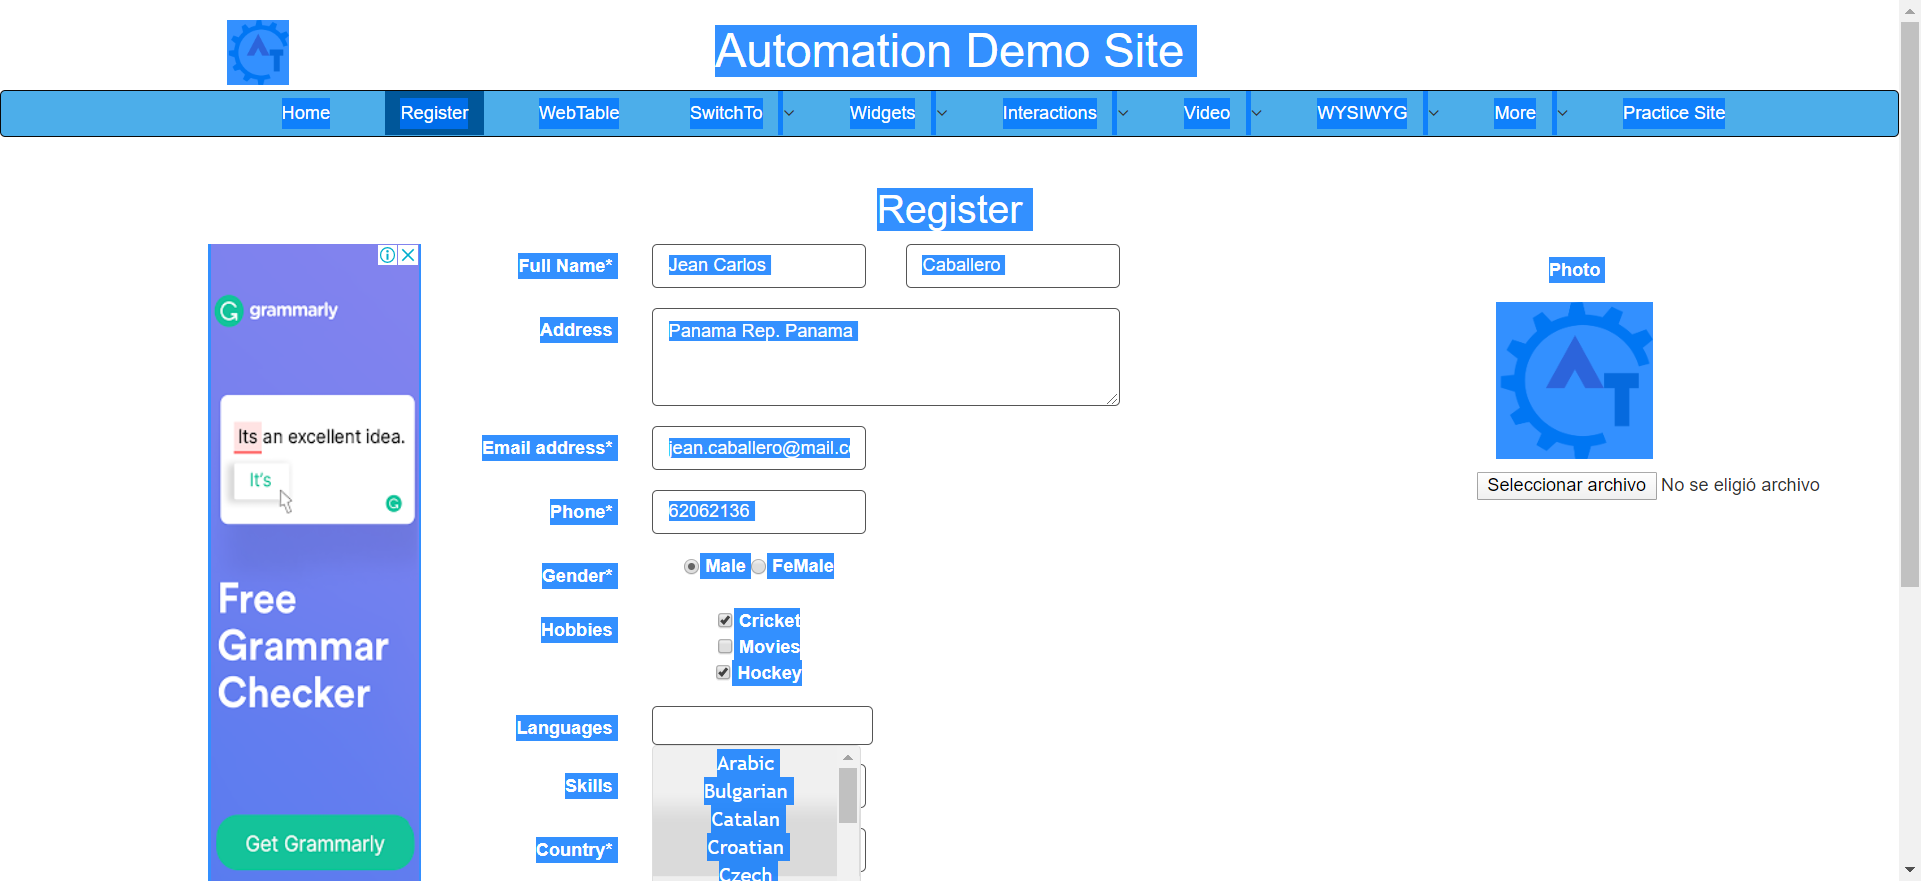 Automation Demo Site
Home Register WebTable SwitchTo Widgets Interactions Video WYSIWYG More Practice Site
Register
grammarly
Its an excellent idea.
It's
Free
Grammar
Checker
Get Grammarly
Full Name* Jean Carlos Caballero
Address Panama Rep. Panama
Email address* jean.caballero@mail.c
Phone* 62062136
Gender* Male FeMale
Hobbies Cricket
Movies
Hockey
Languages
Arabic
Bulgarian
Catalan
Croatian
Czech
Skills
Country*
Photo
AT
Seleccionar archivo No se eligió archivo